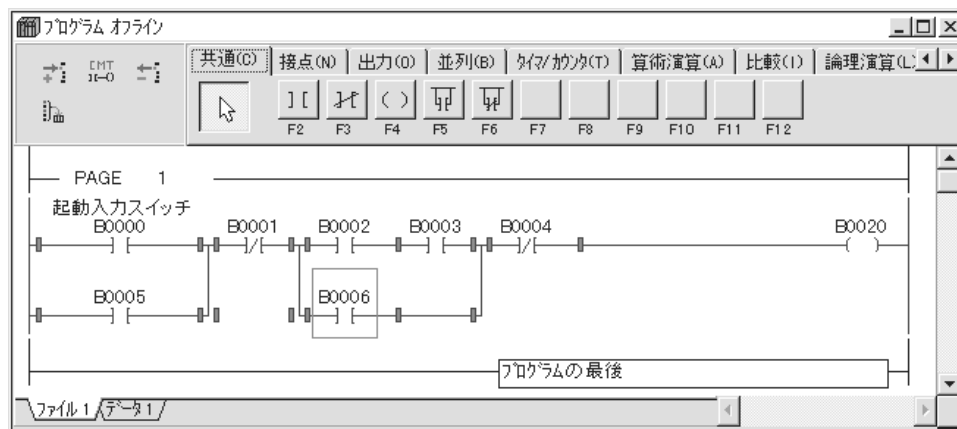 プログラム オフライン
共通(C) 接点(N) 出力(O) 並列(B) タイマ/カウンタ(T) 算術演算(A) 比較(I) 論理演算(L)
CMT
F2 F3 F4 F5 F6 F7 F8 F9 F10 F11 F12
PAGE 1
起動入力スイッチ
B0000 B0001 B0002 B0003 B0004 B0020
B0005 B0006
プログラムの最後
ファイル 1 データ 1